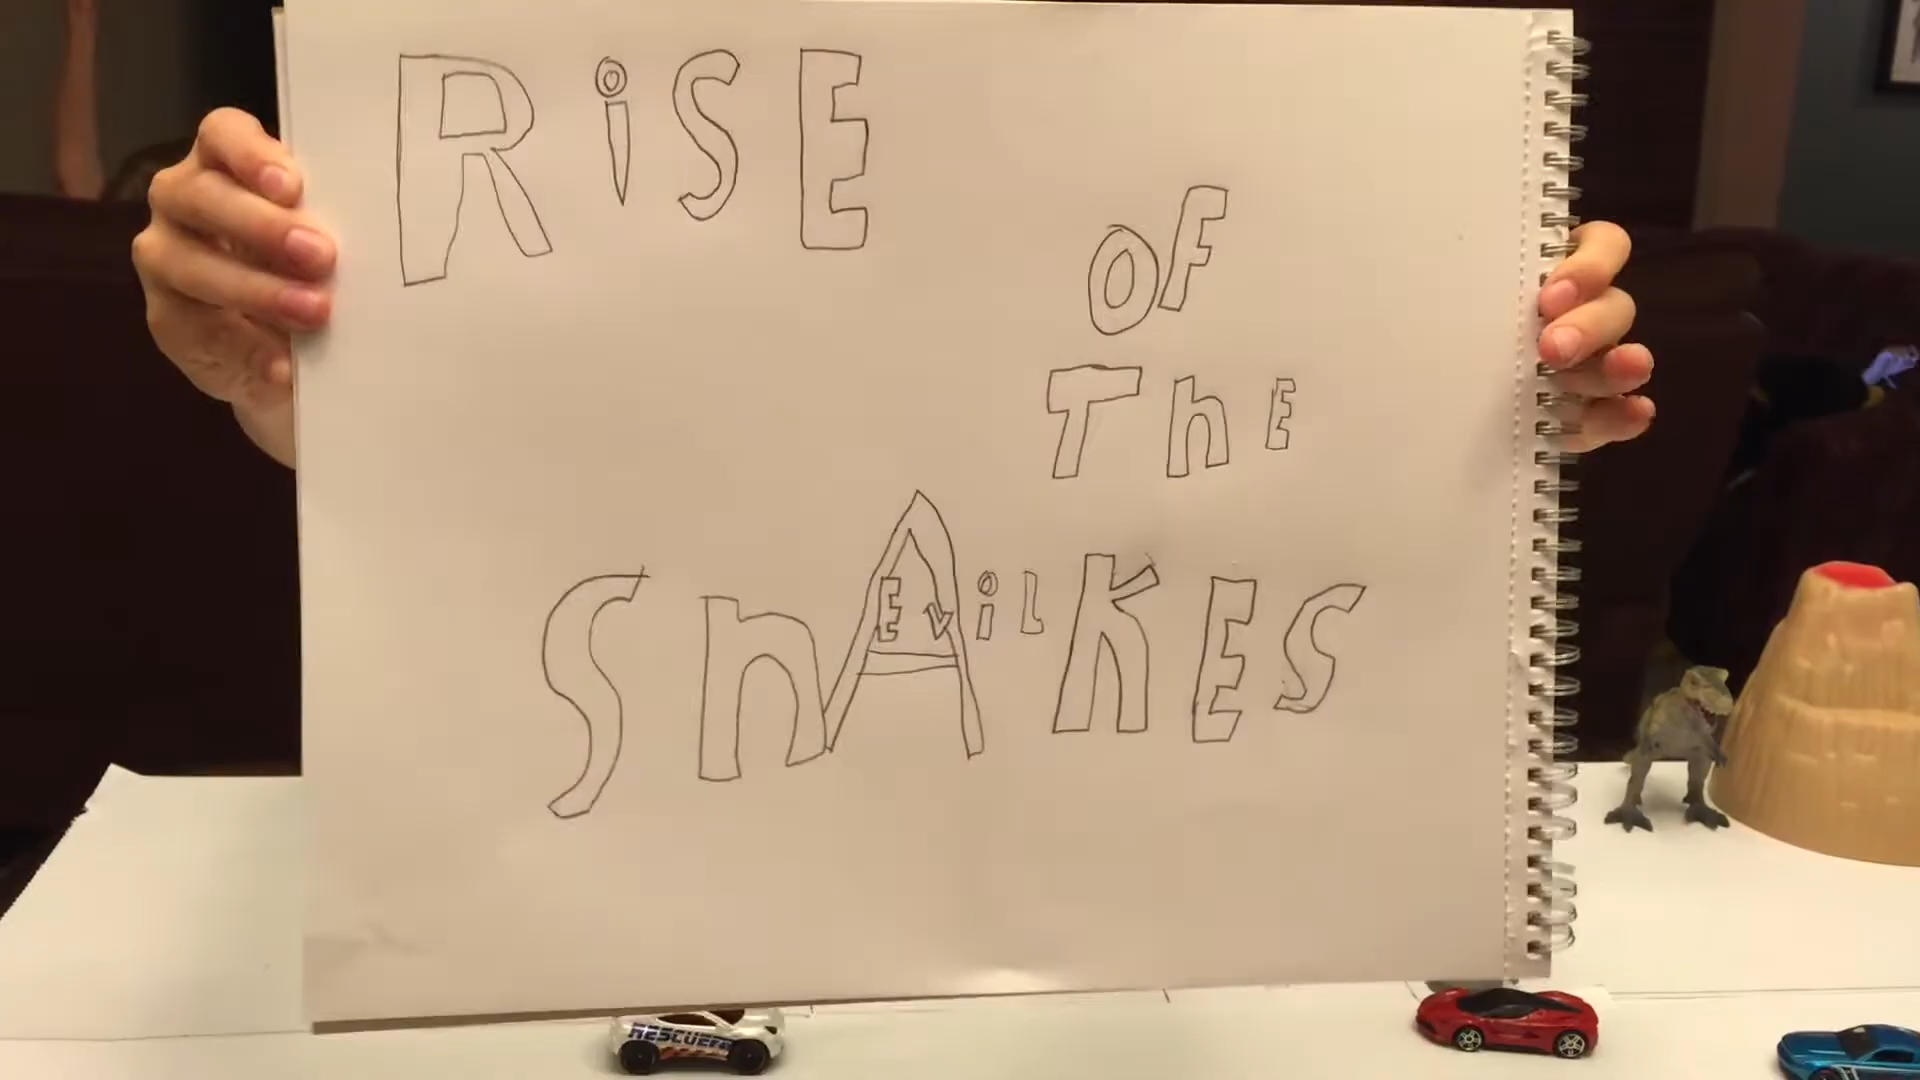 RiSE
OF
ThE
EviL
SnAKES
RESCUE